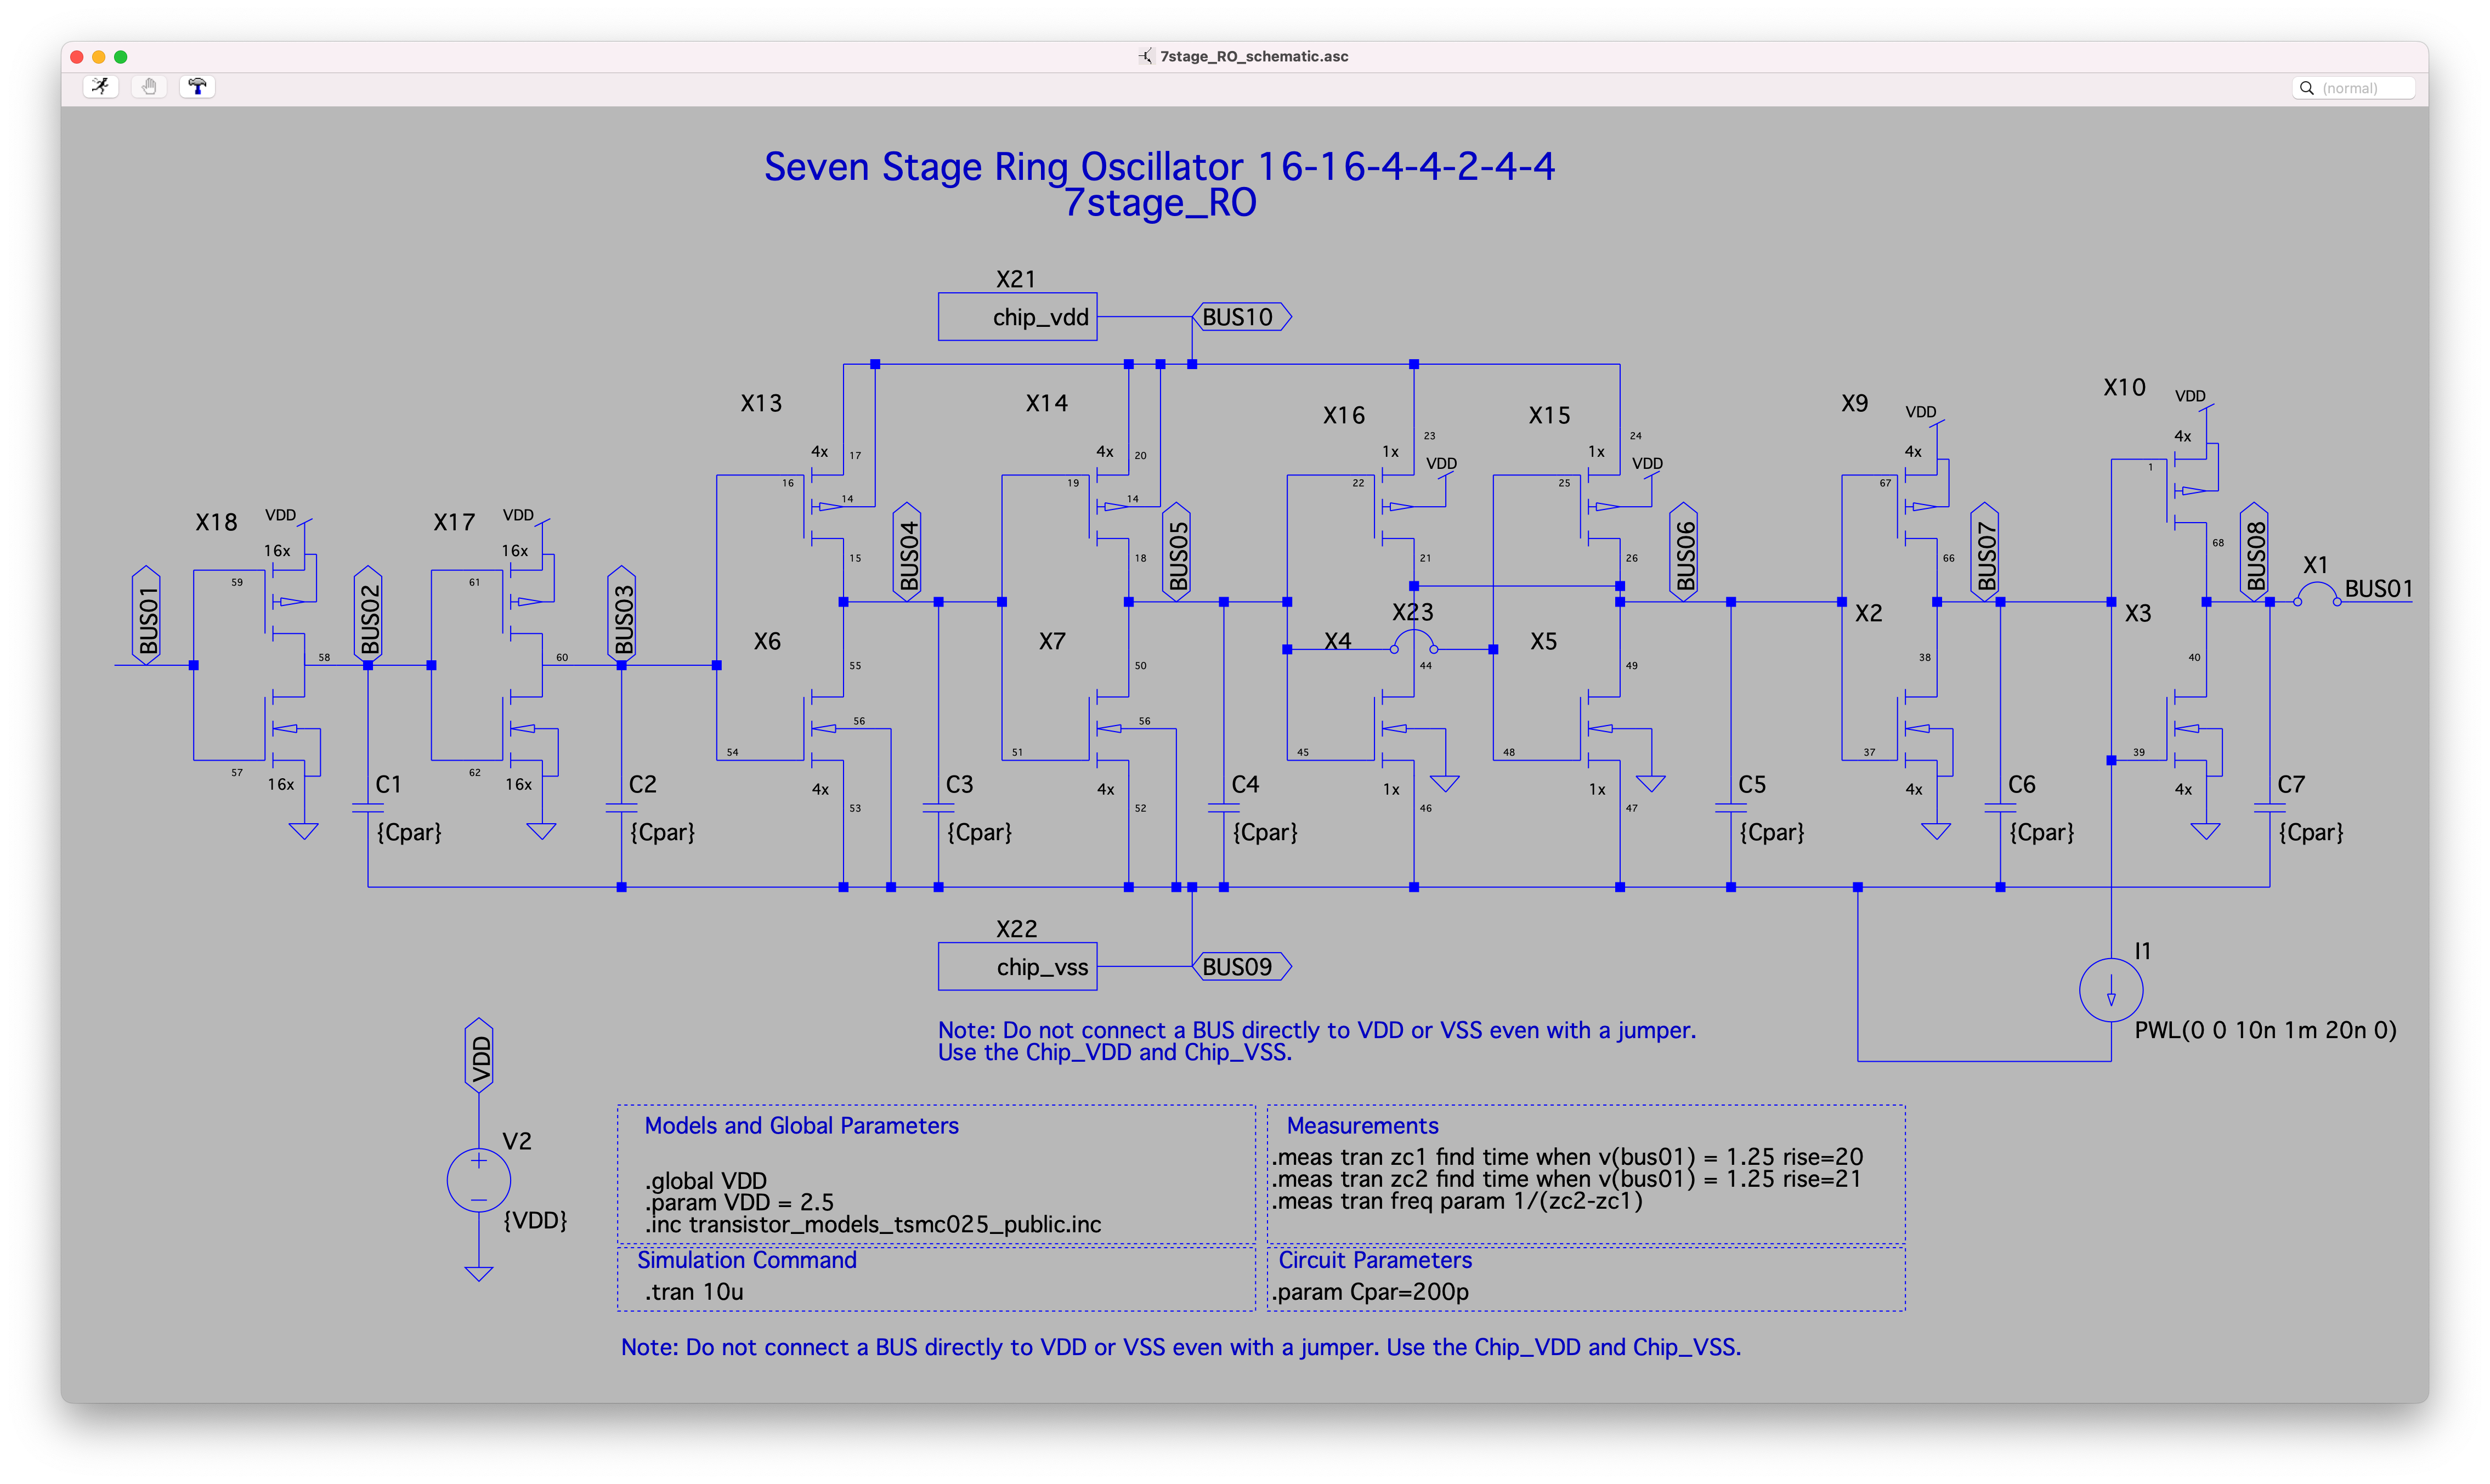 7stage_RO_schematic.asc
(normal)
Seven Stage Ring Oscillator 16-16-4-4-2-4-4
7stage_RO
X21
chip_vdd
BUS10
X13
4x
17
16
14
15
X14
4x
20
19
14
18
X16
1x
23
VDD
22
21
X15
1x
24
VDD
25
26
X9
VDD
4x
67
66
X10
VDD
4x
1
68
X18
VDD
16x
59
58
57
16x
X17
VDD
16x
61
60
62
16x
BUS01
BUS02
BUS03
BUS04
BUS05
BUS06
BUS07
BUS08
X1
BUS01
X6
55
56
54
4x
53
X7
50
56
51
4x
52
X4
X23
44
45
1x
46
X5
49
48
1x
47
X2
38
37
4x
X3
40
39
4x
C1
{Cpar}
C2
{Cpar}
C3
{Cpar}
C4
{Cpar}
C5
{Cpar}
C6
{Cpar}
C7
{Cpar}
X22
chip_vss
BUS09
I1
PWL(0 0 10n 1m 20n 0)
Note: Do not connect a BUS directly to VDD or VSS even with a jumper.
Use the Chip_VDD and Chip_VSS.
VDD
V2
{VDD}
Models and Global Parameters
.global VDD
.param VDD = 2.5
.inc transistor_models_tsmc025_public.inc
Measurements
.meas tran zc1 find time when v(bus01) = 1.25 rise=20
.meas tran zc2 find time when v(bus01) = 1.25 rise=21
.meas tran freq param 1/(zc2-zc1)
Simulation Command
.tran 10u
Circuit Parameters
.param Cpar=200p
Note: Do not connect a BUS directly to VDD or VSS even with a jumper. Use the Chip_VDD and Chip_VSS.